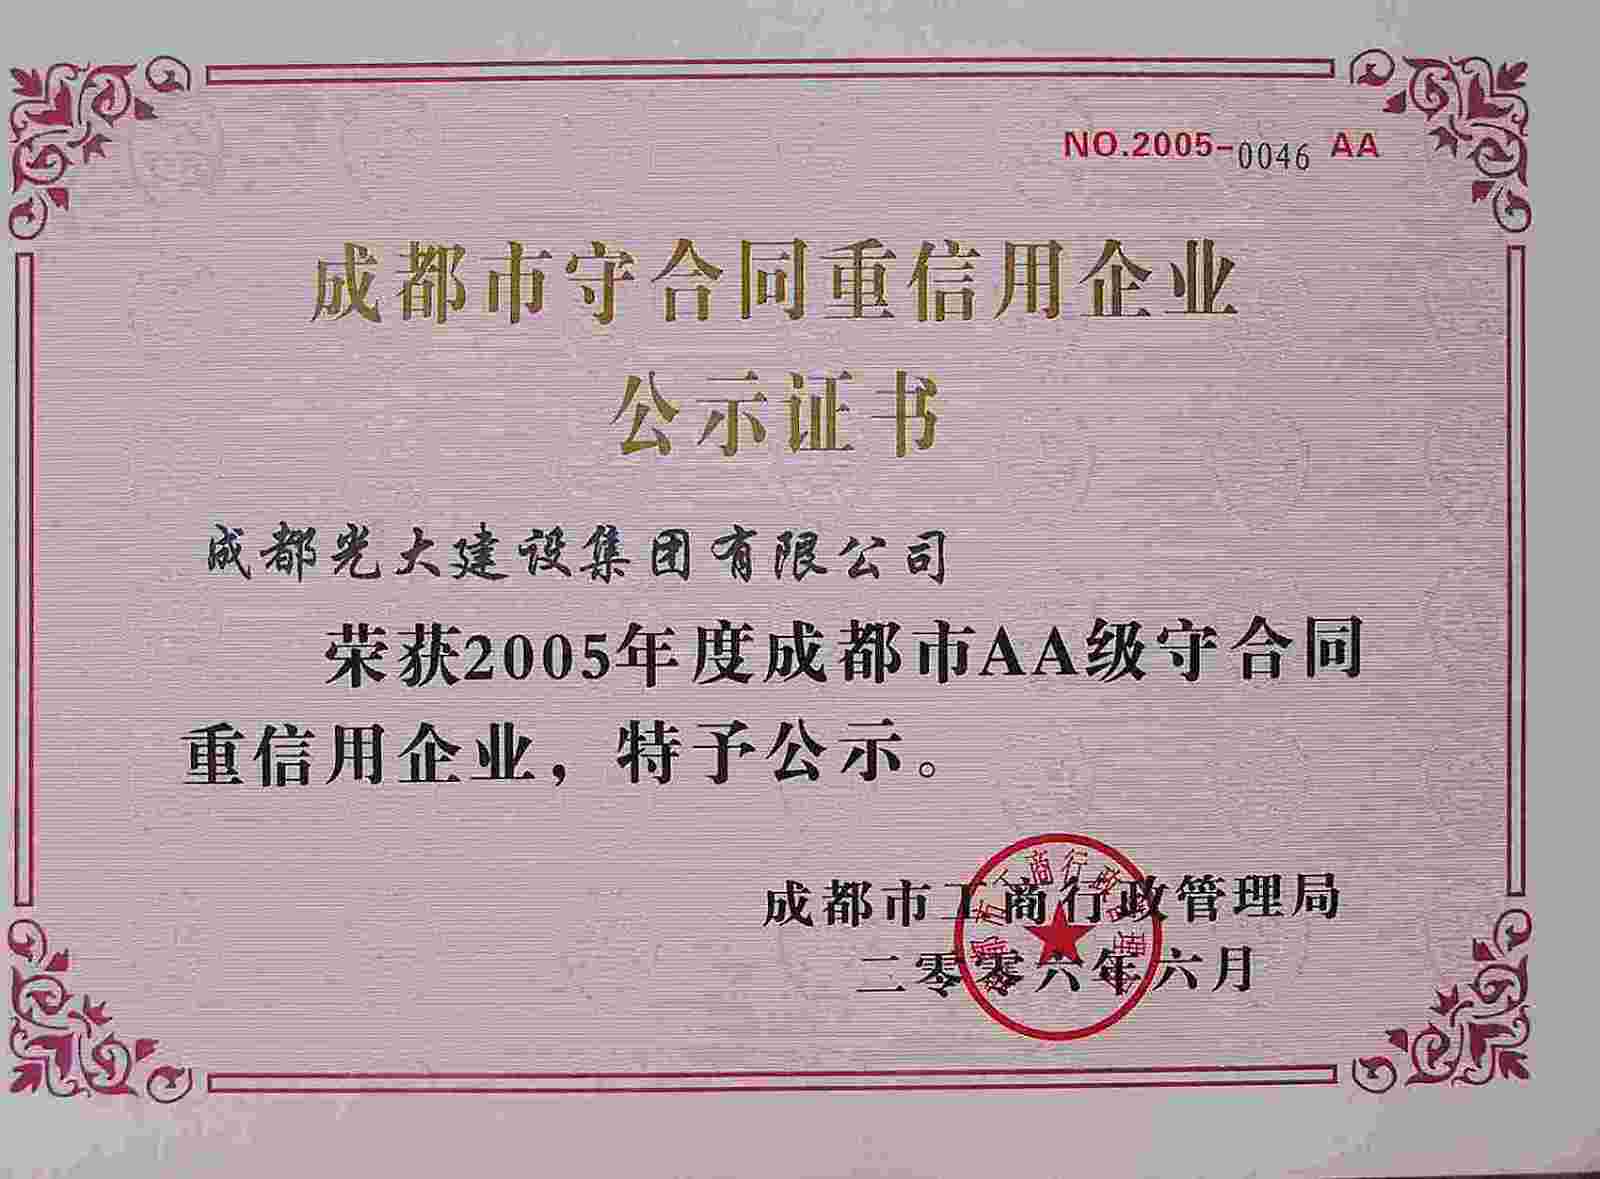 NO.2005-0046 AA
成都市守合同重信用企业
公示证书
成都光大建设集团有限公司
荣获2005年度成都市AA级守合同
重信用企业，特予公示。
成都市工商行政管理局
二零零六年六月